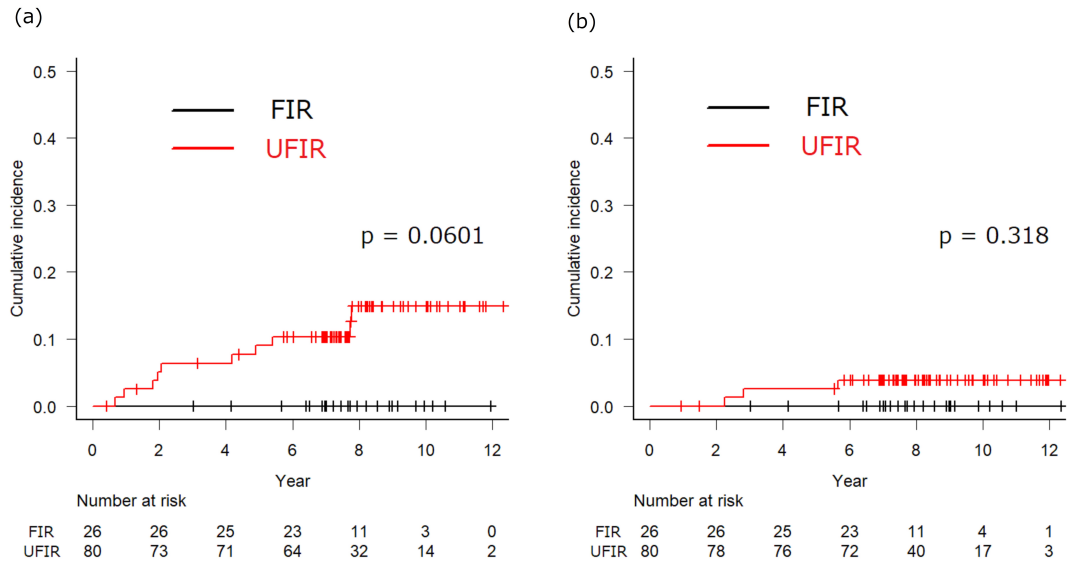 (a)
0.5
0.4
0.3
0.2
0.1
0.0
Cumulative incidence
FIR
UFIR
p = 0.0601
0 2 4 6 8 10 12
Year
Number at risk
FIR 26 26 25 23 11 3 0
UFIR 80 73 71 64 32 14 2
(b)
0.5
0.4
0.3
0.2
0.1
0.0
Cumulative incidence
FIR
UFIR
p = 0.318
0 2 4 6 8 10 12
Year
Number at risk
FIR 26 26 25 23 11 4 1
UFIR 80 78 76 72 40 17 3